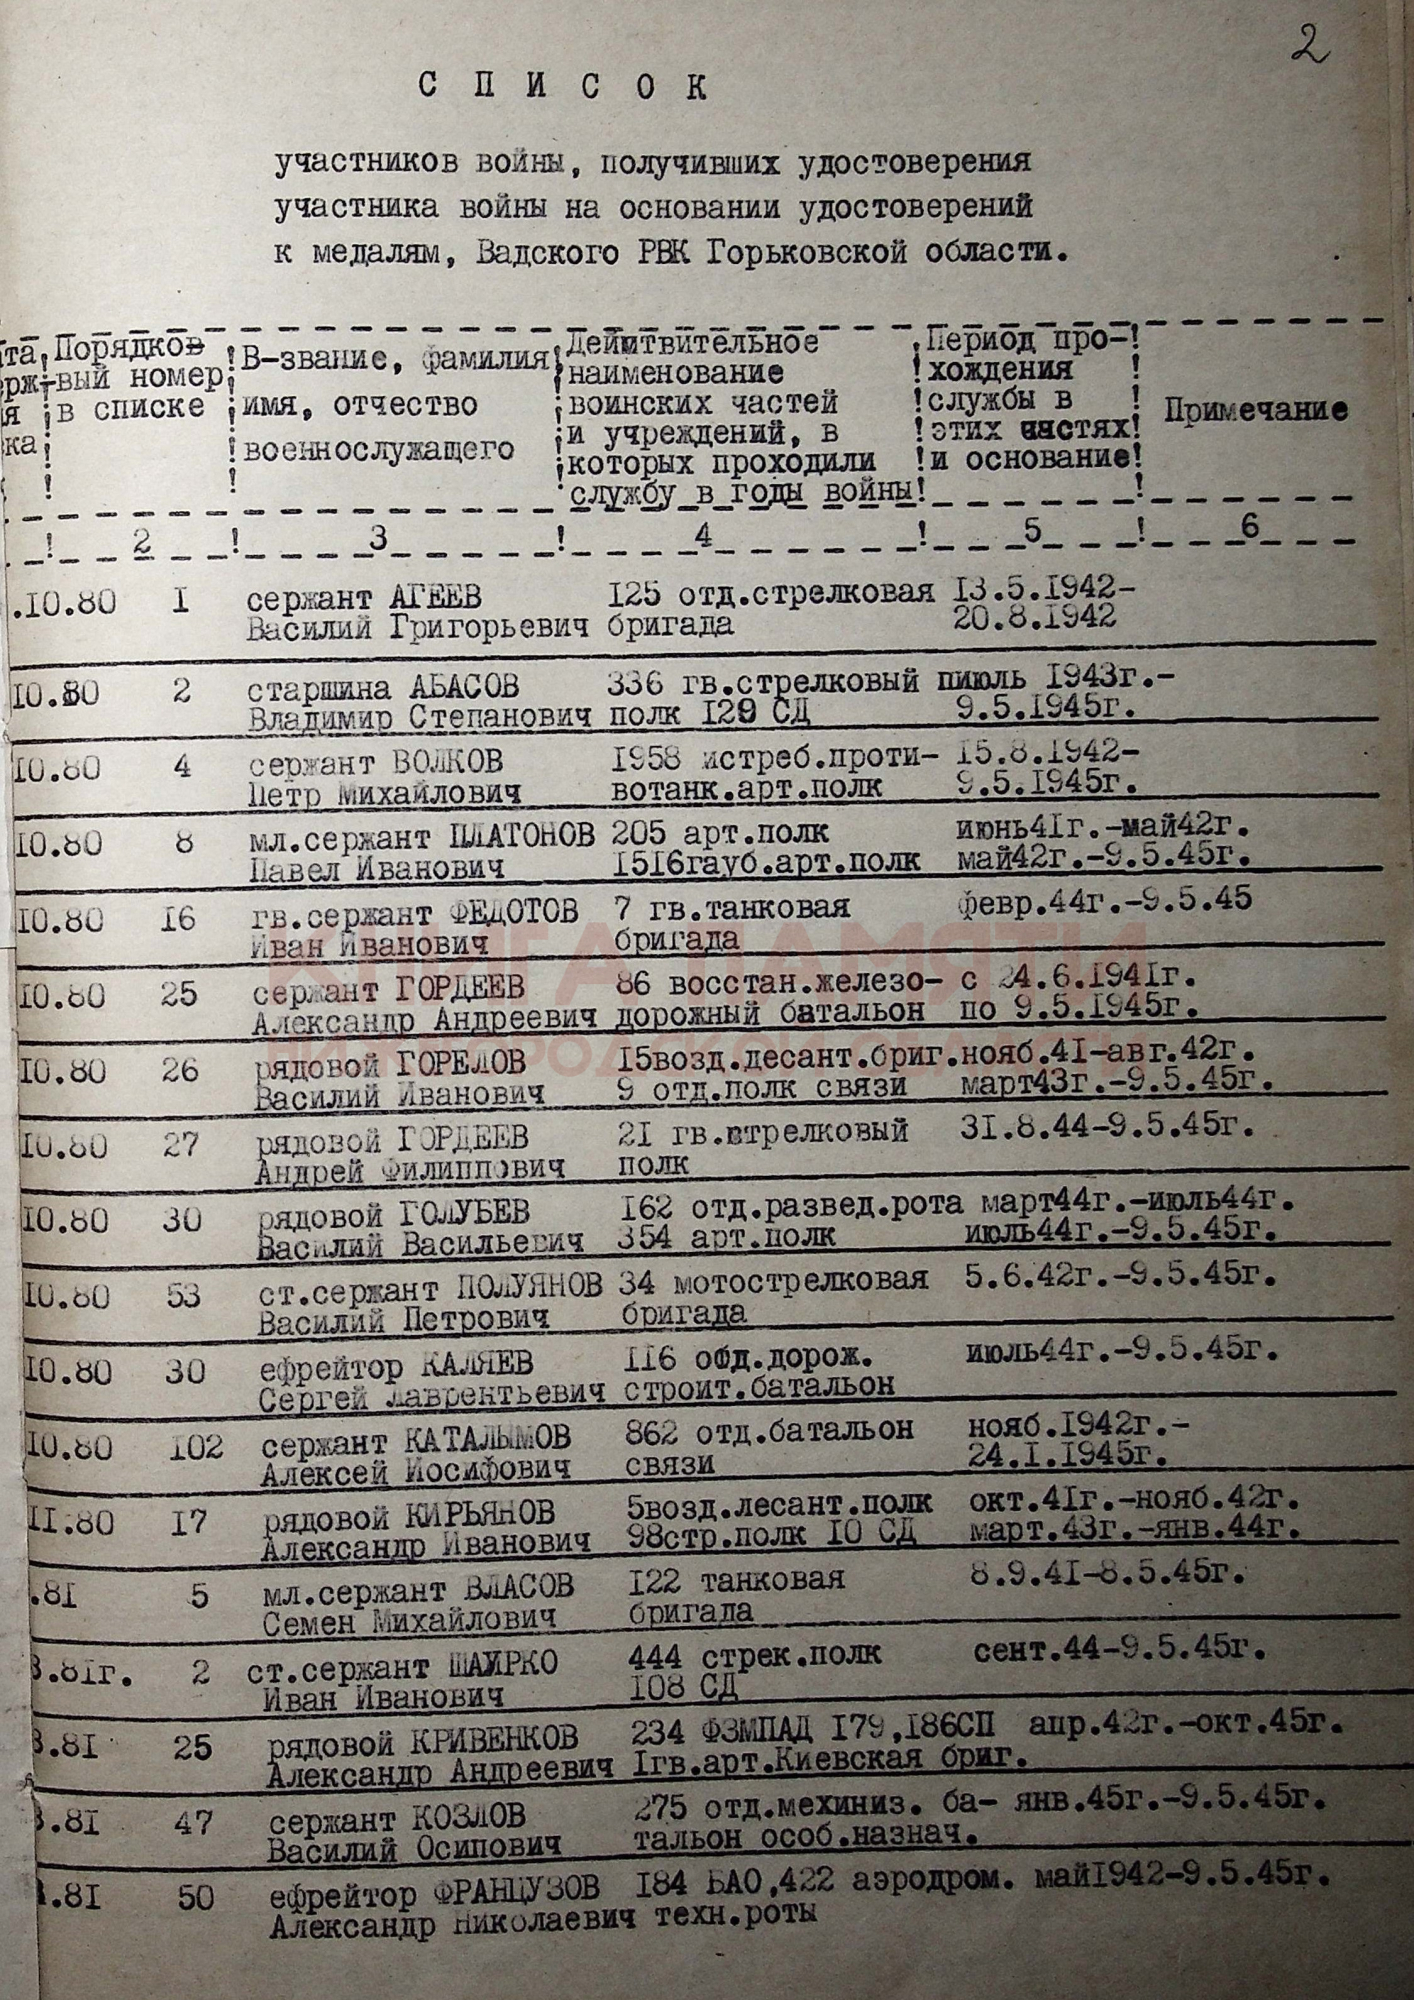 2
С П И С О К
участников войны, получивших удостоверения
участника войны на основании удостоверений
к медалям, Вадского РВК Горьковской области.
та Порядков вый номер в списке
В-звание, фамилия имя, отчество военнослужащего
Действительное наименование воинских частей и учреждений, в которых проходили службу в годы войны
Период прохождения службы в этих частях и основание
Примечание
2 3 4 5 6
.10.80 I сержант АГЕЕВ 125 отд.стрелковая 13.5.1942-
Василий Григорьевич бригада 20.8.1942
10.80 2 старшина АБАСОВ 336 гв.стрелковый п июль 1943г.-
Владимир Степанович полк 129 СД 9.5.1945г.
10.80 4 сержант ВОЛКОВ 1958 истреб.проти- 15.8.1942-
Петр Михайлович вотанк.арт.полк 9.5.1945г.
10.80 8 мл.сержант ПЛАТОНОВ 205 арт.полк июнь41г.-май42г.
Павел Иванович 1516гауб.арт.полк май42г.-9.5.45г.
10.80 16 гв.сержант ФЕДОТОВ 7 гв.танковая февр.44г.-9.5.45
Иван Иванович бригада
10.80 25 сержант ГОРДЕЕВ 86 восстан.железо- с 24.6.1941г.
Александр Андреевич дорожный батальон по 9.5.1945г.
10.80 26 рядовой ГОРЕЛОВ 15возд.десант.бриг.нояб.41-авг.42г.
Василий Иванович 9 отд.полк связи март43г.-9.5.45г.
10.80 27 рядовой ГОРДЕЕВ 21 гв.стрелковый 31.8.44-9.5.45г.
Андрей Филиппович полк
10.80 30 рядовой ГОЛУБЕВ 162 отд.развед.рота март44г.-июль44г.
Василий Васильевич 354 арт.полк июль44г.-9.5.45г.
10.80 53 ст.сержант ПОЛУЯНОВ 34 мотострелковая 5.6.42г.-9.5.45г.
Василий Петрович бригада
10.80 30 ефрейтор КАЛЯЕВ 116 дорож. июль44г.-9.5.45г.
Сергей Лаврентьевич строит.батальон
10.80 102 сержант КАТАЛЫМОВ 862 отд.батальон нояб.1942г.-
Алексей Иосифович связи 24.I.1945г.
11.80 17 рядовой КИРЬЯНОВ 5возд.лесант.полк окт.41г.-нояб.42г.
Александр Иванович 98стр.полк 10 СД март.43г.-янв.44г.
.81 5 мл.сержант ВЛАСОВ 122 танковая 8.9.41-8.5.45г.
Семен Михайлович бригада
3.81г. 2 ст.сержант ШАИРКО 444 стрек.полк сент.44-9.5.45г.
Иван Иванович 108 СД
3.81 25 рядовой КРИВЕНКОВ 234 ФЗМПАД 179,186СП апр.42г.-окт.45г.
Александр Андреевич 1гв.арт.Киевская бриг.
.81 47 сержант КОЗЛОВ 275 отд.механиз. ба- янв.45г.-9.5.45г.
Василий Осипович тальон особ.назнач.
.81 50 ефрейтор ФРАНЦУЗОВ 184 БАО,422 аэродром. май1942-9.5.45г.
Александр Николаевич техн.роты